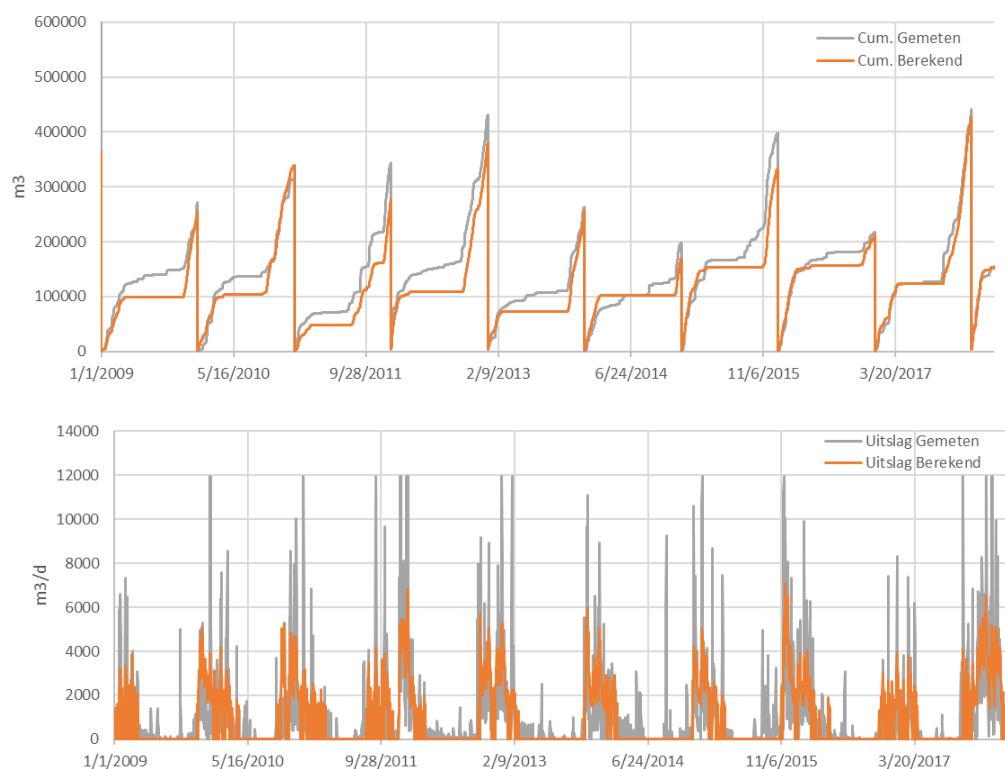 600000
500000
400000
300000
200000
100000
0
m3
Cum. Gemeten
Cum. Berekend
1/1/2009 5/16/2010 9/28/2011 2/9/2013 6/24/2014 11/6/2015 3/20/2017
14000
12000
10000
8000
6000
4000
2000
0
m3/d
Uitslag Gemeten
Uitslag Berekend
1/1/2009 5/16/2010 9/28/2011 2/9/2013 6/24/2014 11/6/2015 3/20/2017